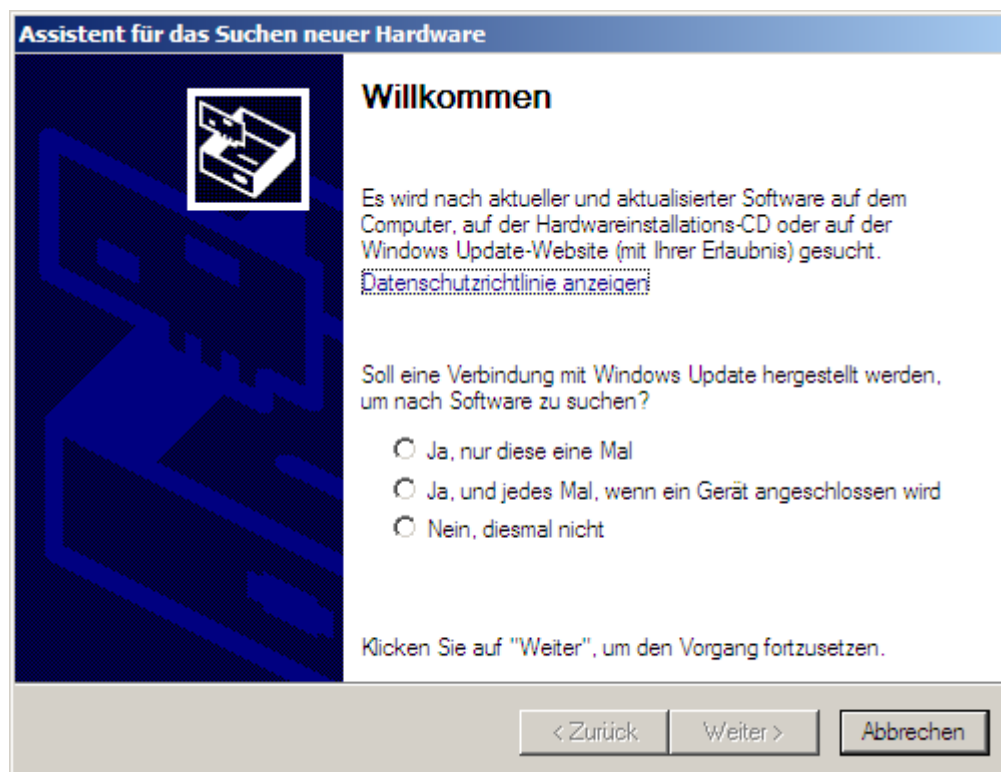 Assistent für das Suchen neuer Hardware
Willkommen
Es wird nach aktueller und aktualisierter Software auf dem
Computer, auf der Hardwareinstallations-CD oder auf der
Windows Update-Website (mit Ihrer Erlaubnis) gesucht.
Datenschutzrichtlinie anzeigen
Soll eine Verbindung mit Windows Update hergestellt werden,
um nach Software zu suchen?
Ja, nur diese eine Mal
Ja, und jedes Mal, wenn ein Gerät angeschlossen wird
Nein, diesmal nicht
Klicken Sie auf "Weiter", um den Vorgang fortzusetzen.
< Zurück Weiter > Abbrechen